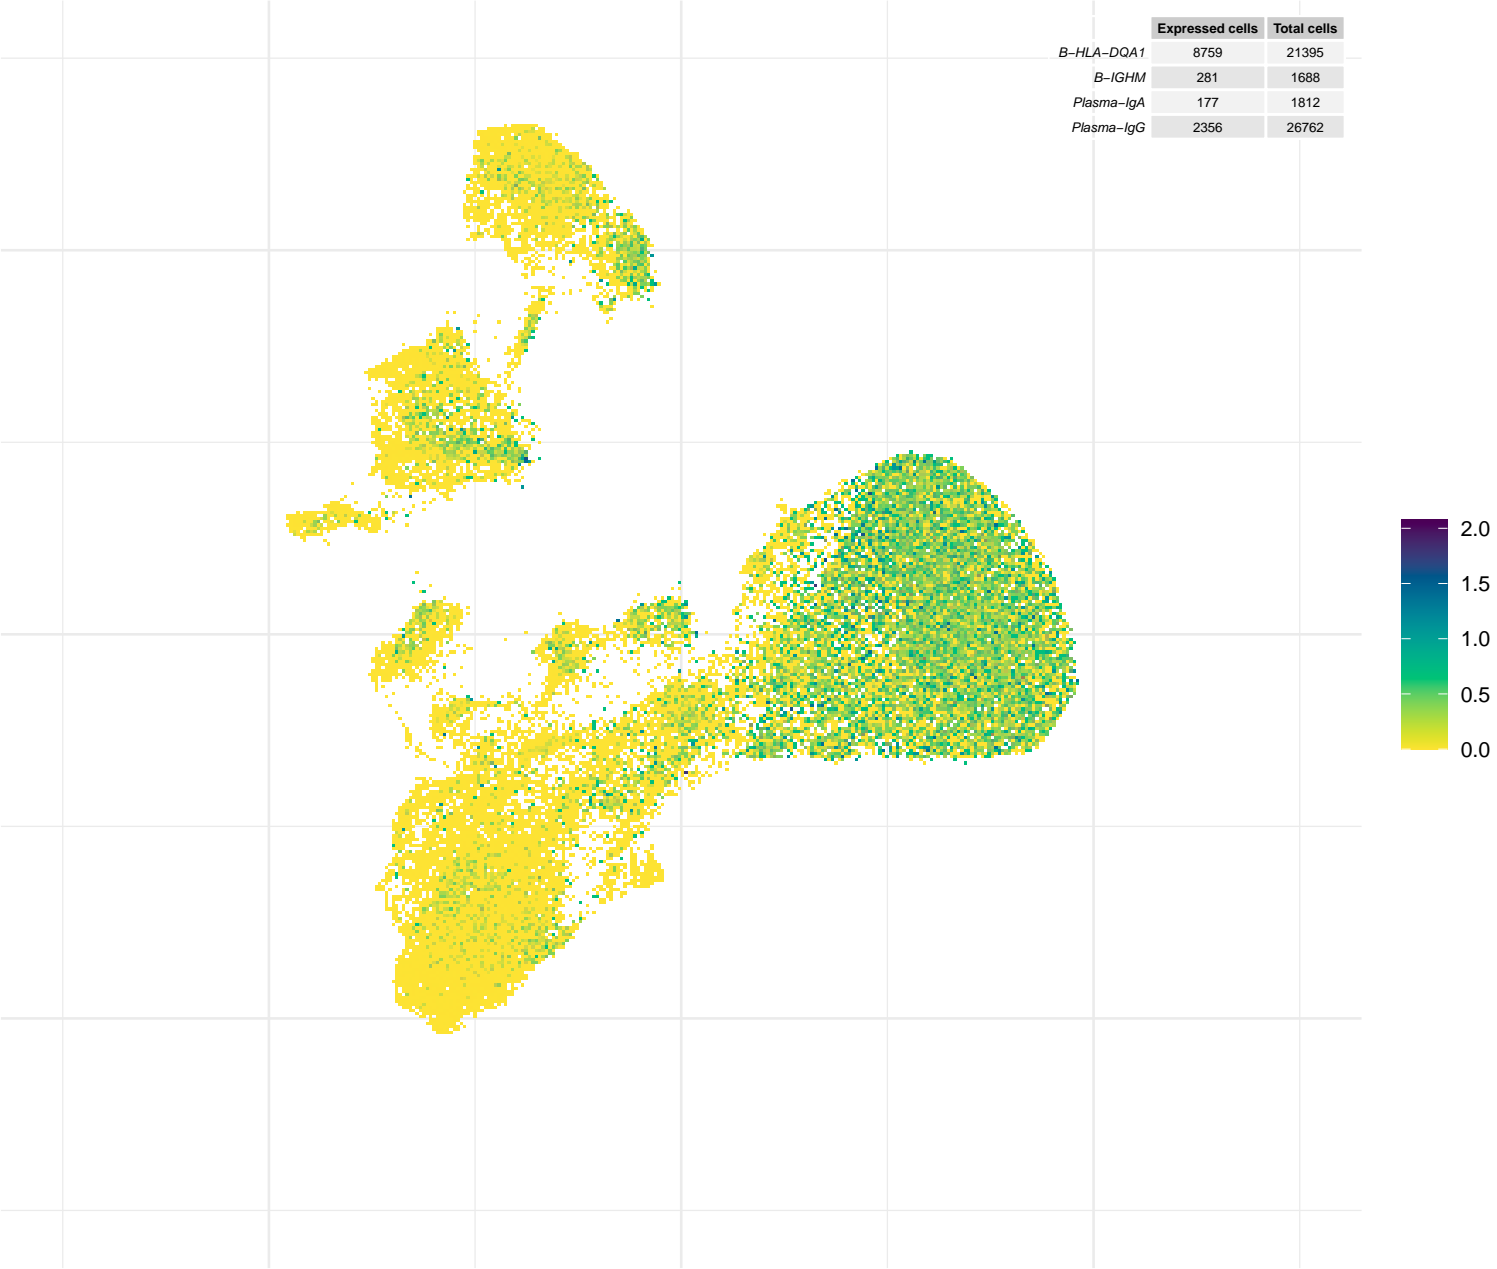 Expressed cells Total cells
B−HLA−DQA1 8759 21395
B−IGHM 281 1688
Plasma−IgA 177 1812
Plasma−IgG 2356 26762
2.0
1.5
1.0
0.5
0.0